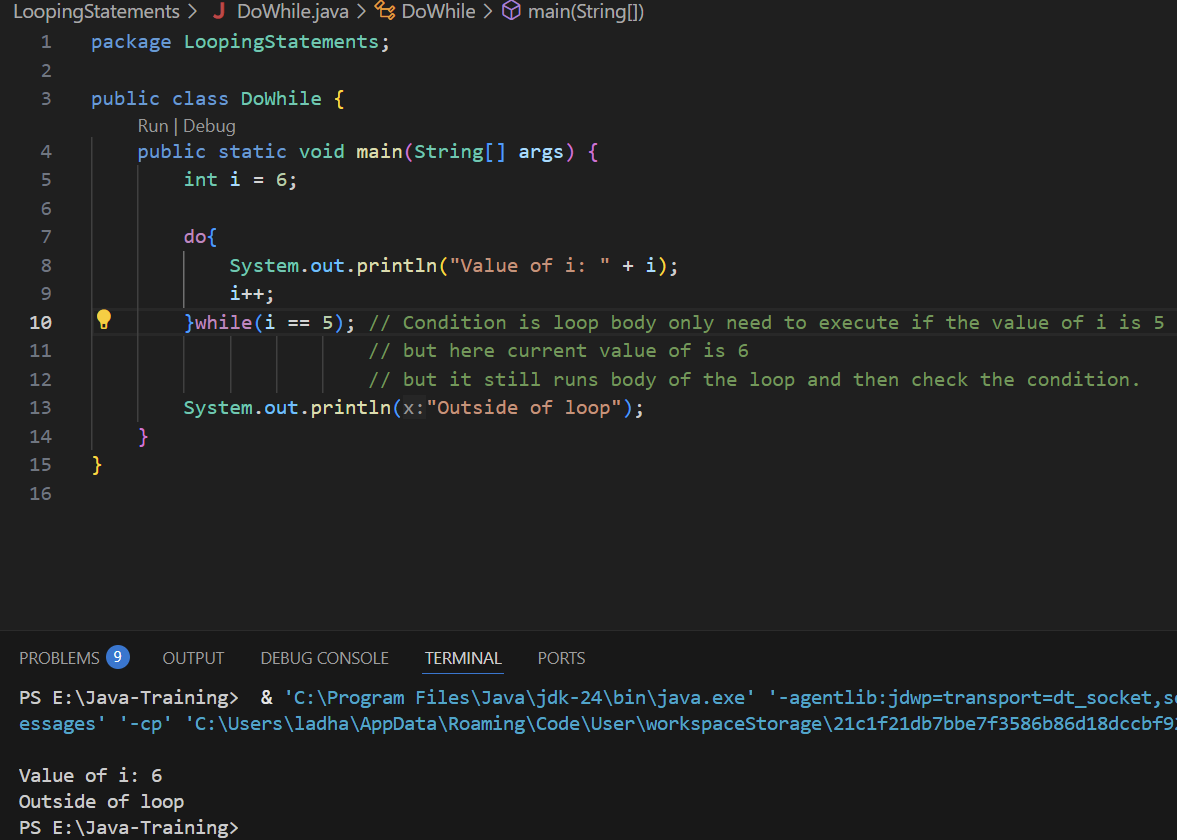 LoopingStatements > DoWhile.java > DoWhile > main(String[])
1 package LoopingStatements;
2
3 public class DoWhile {
Run | Debug
4 public static void main(String[] args) {
5 int i = 6;
6
7 do{
8 System.out.println("Value of i: " + i);
9 i++;
10 }while(i == 5); // Condition is loop body only need to execute if the value of i is 5
11 // but here current value of is 6
12 // but it still runs body of the loop and then check the condition.
13 System.out.println(x:"Outside of loop");
14 }
15 }
16
PROBLEMS 9 OUTPUT DEBUG CONSOLE TERMINAL PORTS
PS E:\Java-Training> & 'C:\Program Files\Java\jdk-24\bin\java.exe' '-agentlib:jdwp=transport=dt_socket,se
essages' '-cp' 'C:\Users\ladha\AppData\Roaming\Code\User\workspaceStorage\21c1f21db7bbe7f3586b86d18dccbf92
Value of i: 6
Outside of loop
PS E:\Java-Training>